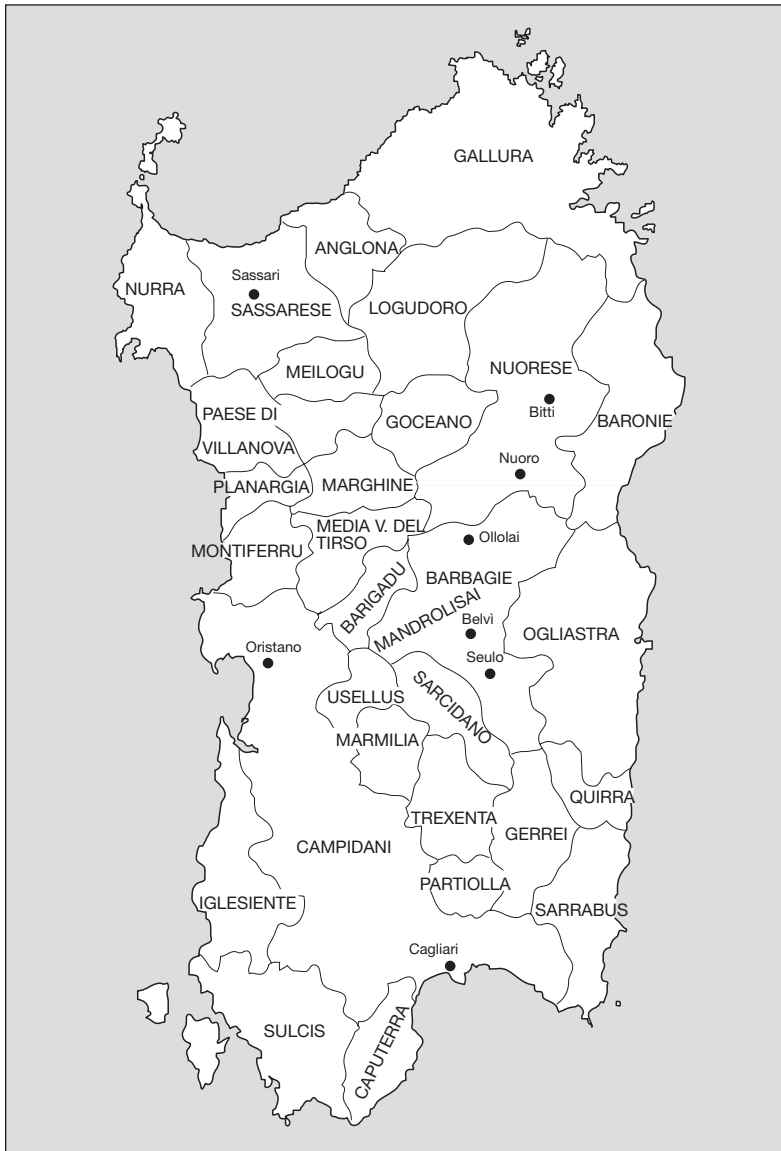 GALLURA
ANGLONA
Sassari
NURRA
SASSARESE
LOGUDORO
MEILOGU
NUORESE
Bitti
PAESE DI
VILLANOVA
GOCEANO
BARONIE
Nuoro
PLANARGIA
MARGHINE
MEDIA V. DEL
TIRSO
MONTIFERRU
Ollolai
BARIGADU
BARBAGIE
MANDROLISAI
Belvì
OGLIASTRA
Oristano
Seulo
USELLUS
SARCIDANO
MARMILIA
QUIRRA
TREXENTA
GERREI
CAMPIDANI
PARTIOLLA
IGLESIENTE
SARRABUS
Cagliari
SULCIS
CAPUTERRA